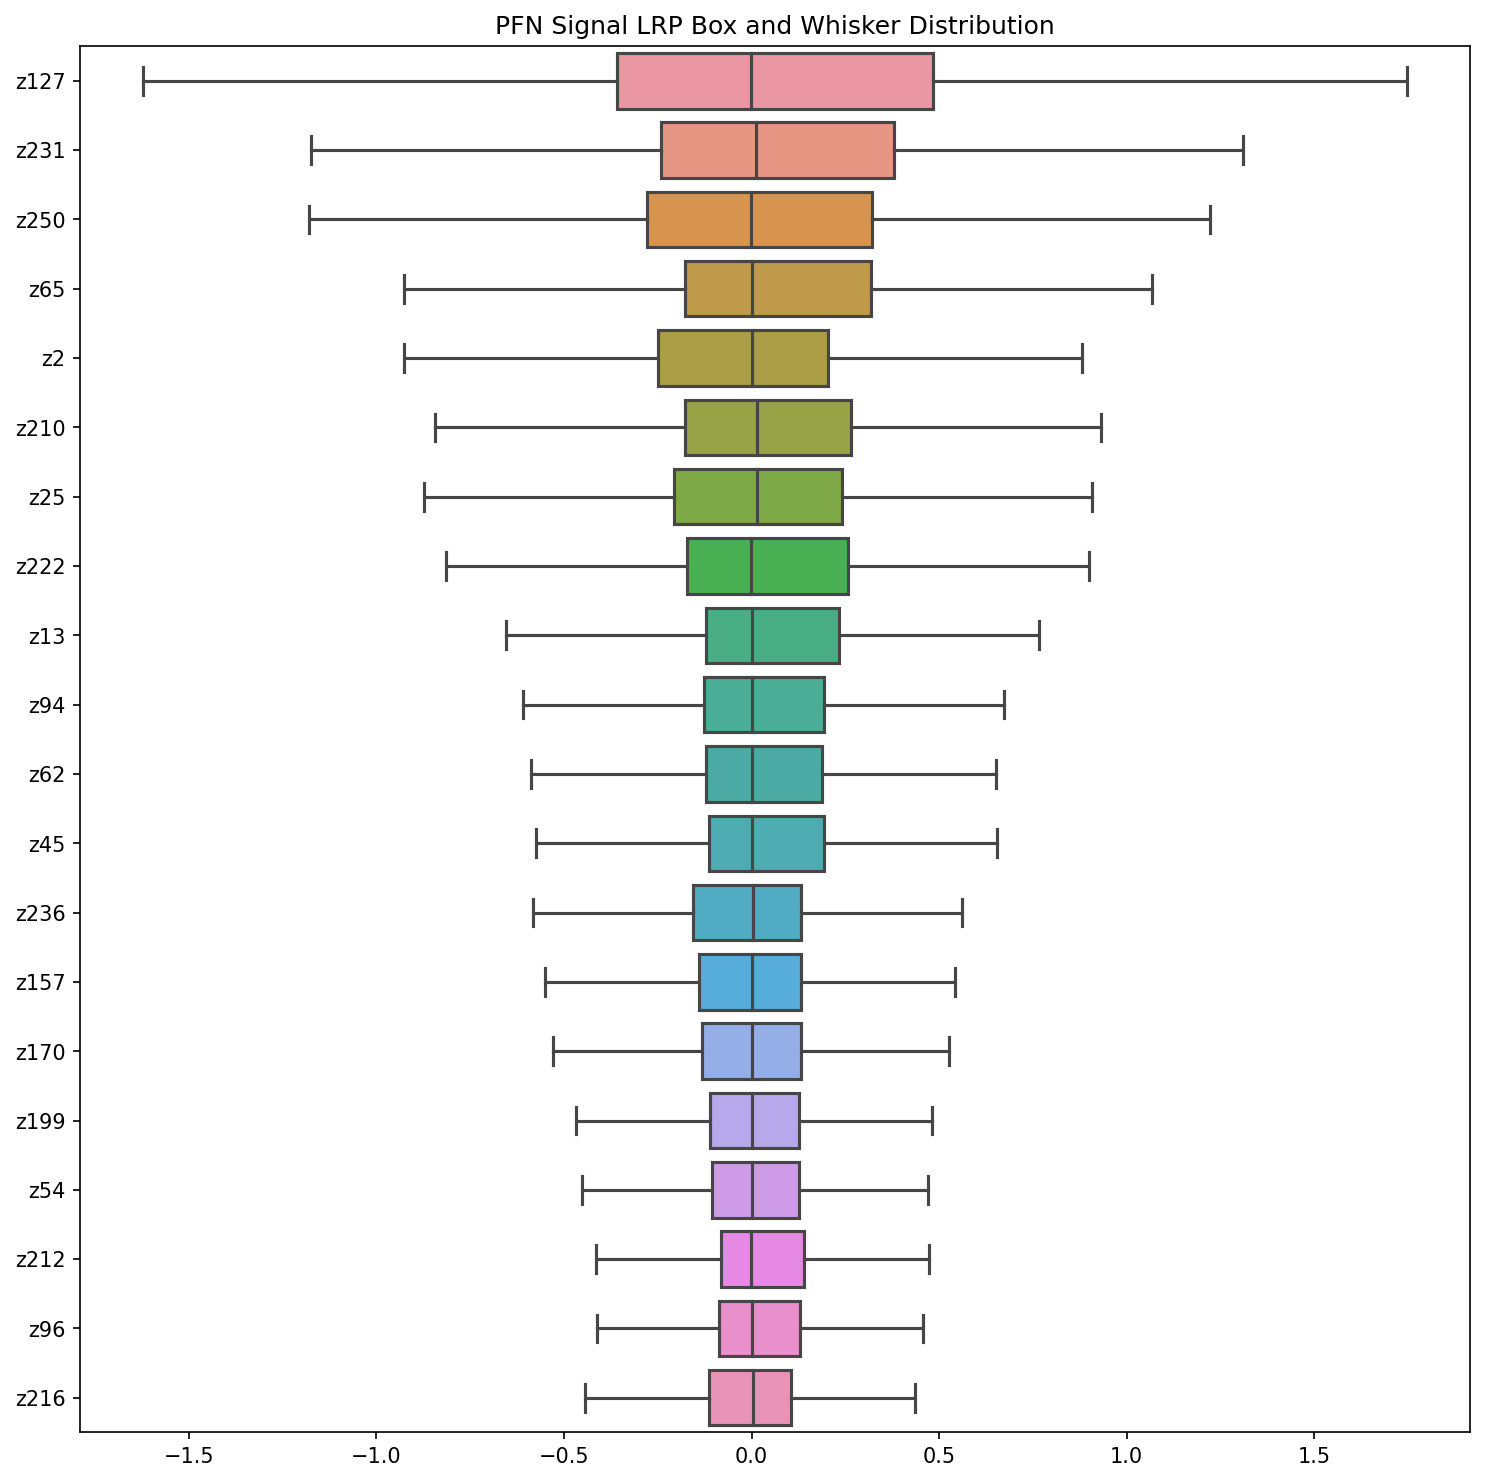 PFN Signal LRP Box and Whisker Distribution
z127
z231
z250
z65
z2
z210
z25
z222
z13
z94
z62
z45
z236
z157
z170
z199
z54
z212
z96
z216
−1.5 −1.0 −0.5 0.0 0.5 1.0 1.5